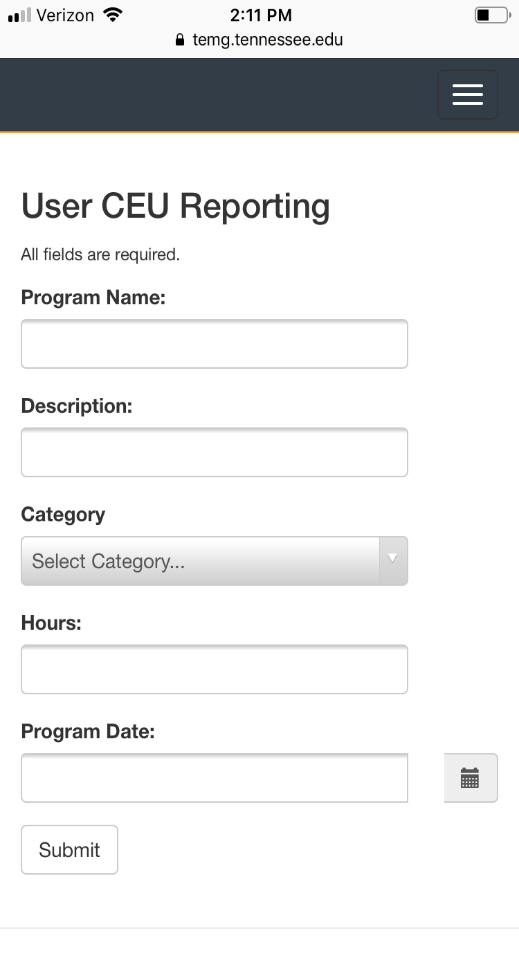 Verizon 2:11 PM
temg.tennessee.edu
User CEU Reporting
All fields are required.
Program Name:
Description:
Category
Select Category...
Hours:
Program Date:
Submit